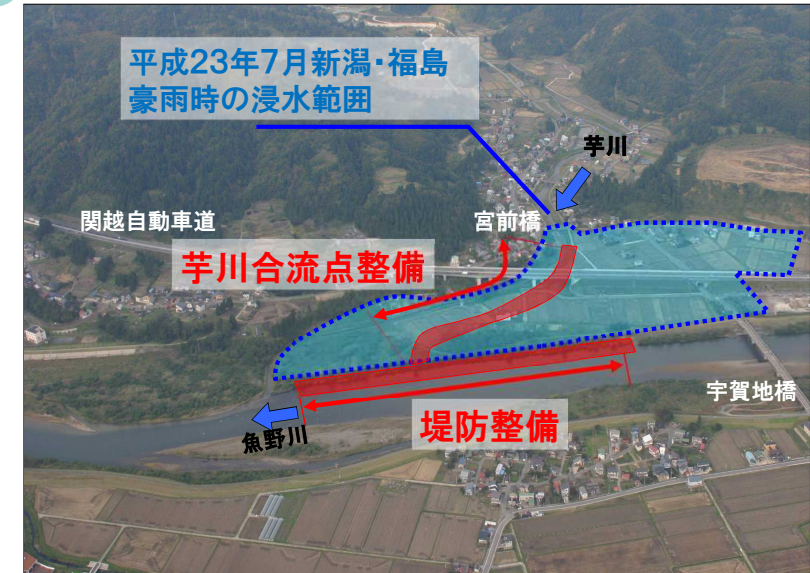 平成23年7月新潟・福島
豪雨時の浸水範囲
芋川
関越自動車道
宮前橋
芋川合流点整備
宇賀地橋
堤防整備
魚野川